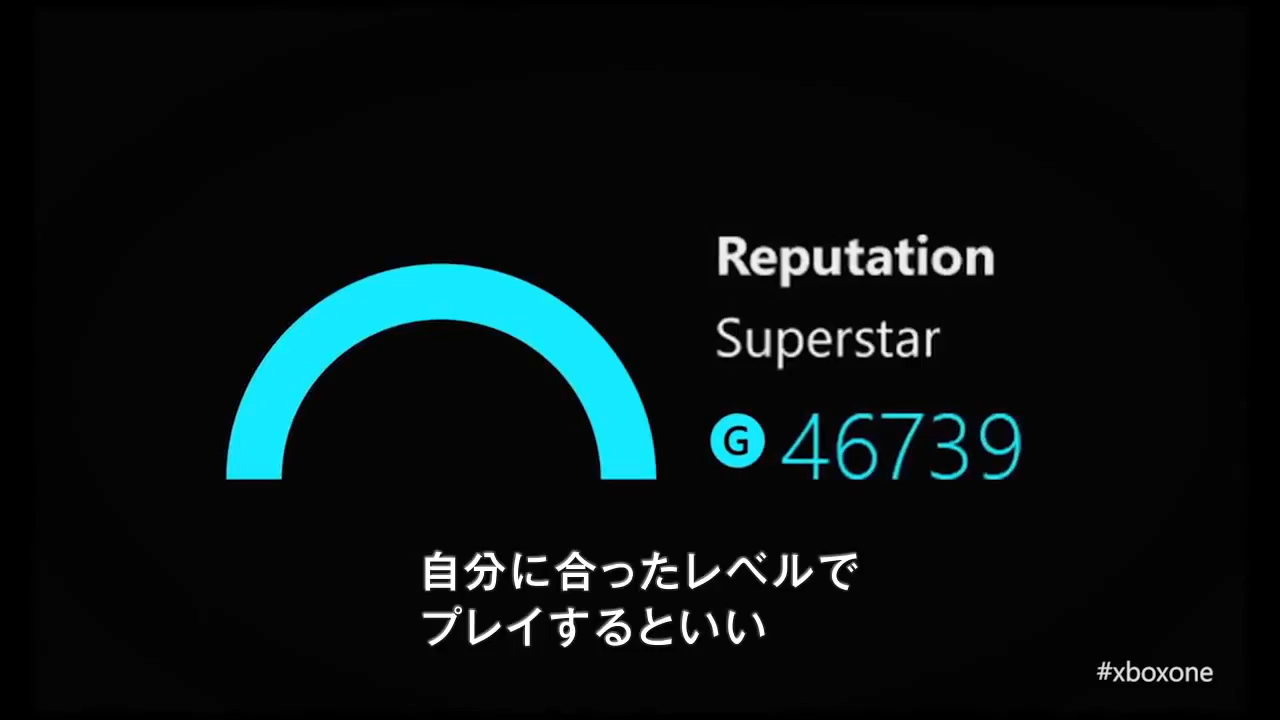 Reputation
Superstar
G 46739
自分に合ったレベルで
プレイするといい
#xboxone